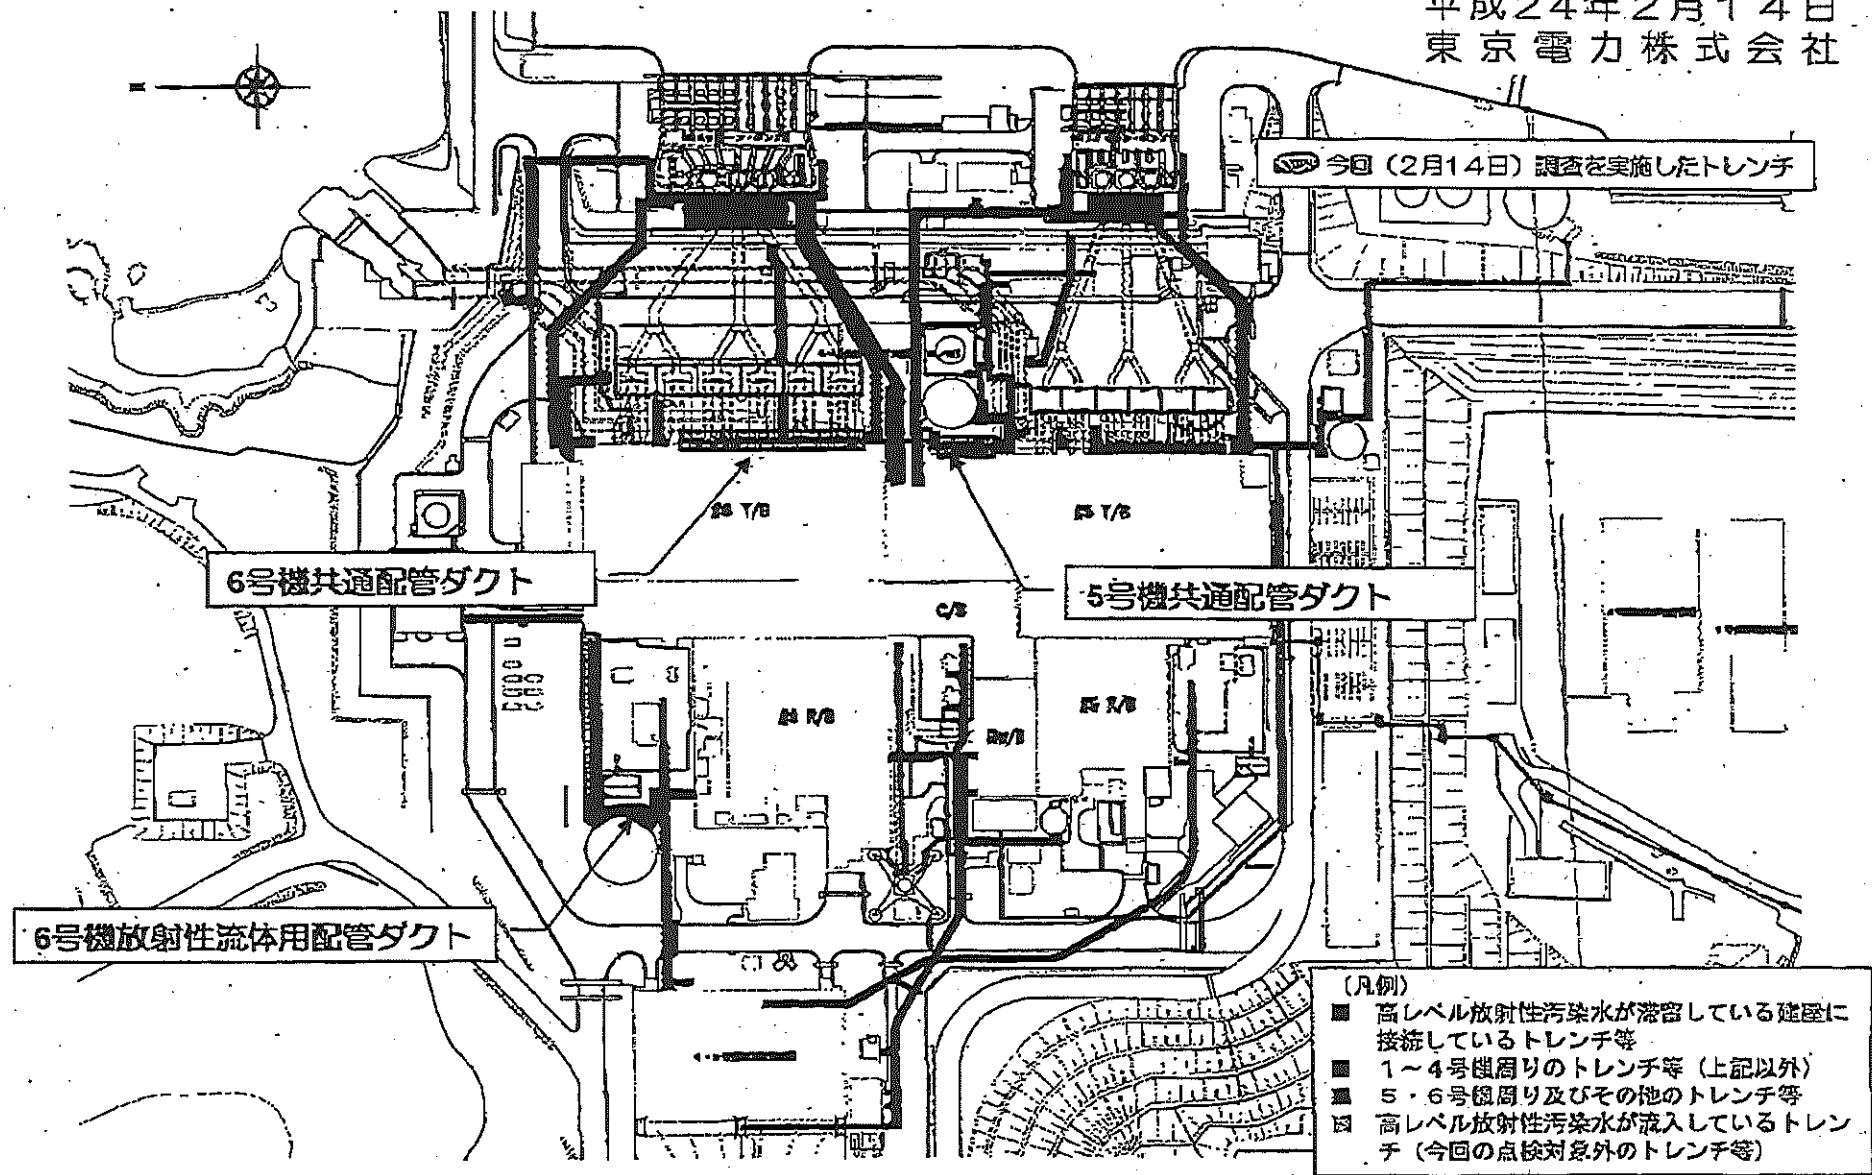 平成24年2月14日
東京電力株式会社
今回（2月14日）調査を実施したトレンチ
#6 T/B
#5 T/B
6号機共通配管ダクト
5号機共通配管ダクト
C/B
#6 R/B
#5 R/B
Rw/B
6号機放射性流体用配管ダクト
（凡例）
■ 高レベル放射性汚染水が滞留している建屋に
接続しているトレンチ等
■ 1～4号機周りのトレンチ等（上記以外）
■ 5・6号機周り及びその他のトレンチ等
高レベル放射性汚染水が流入しているトレン
チ（今回の点検対象外のトレンチ等）